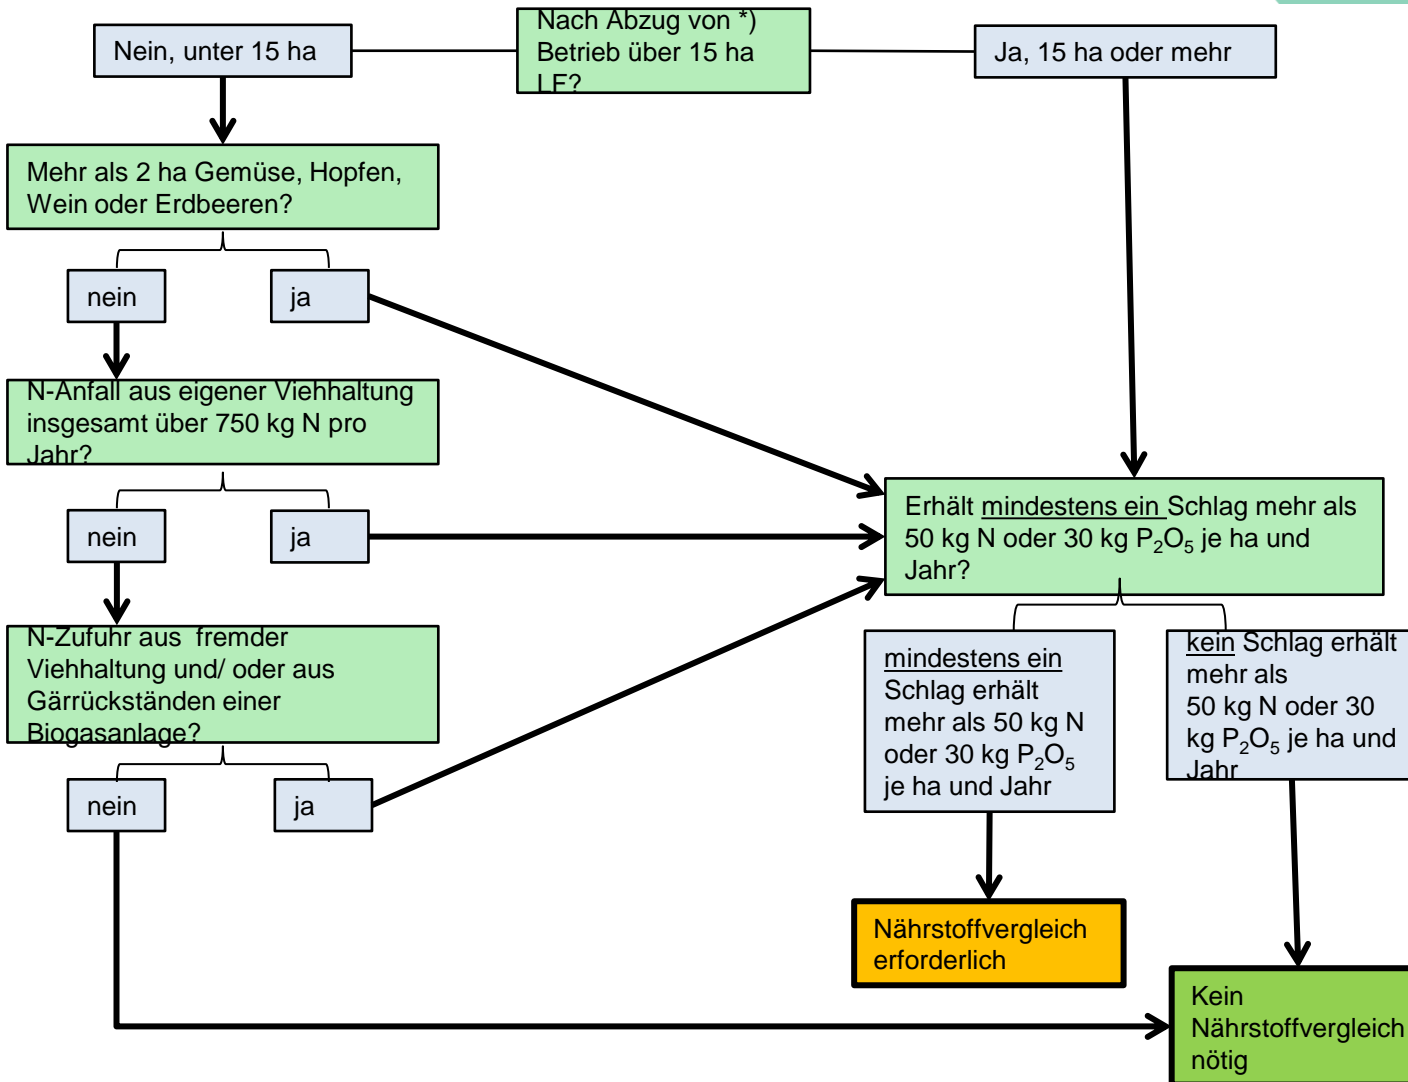 Nach Abzug von *)
Betrieb über 15 ha
LF?
Nein, unter 15 ha
Ja, 15 ha oder mehr
Mehr als 2 ha Gemüse, Hopfen,
Wein oder Erdbeeren?
nein
ja
N-Anfall aus eigener Viehhaltung
insgesamt über 750 kg N pro
Jahr?
nein
ja
N-Zufuhr aus  fremder
Viehhaltung und/ oder aus
Gärrückständen einer
Biogasanlage?
nein
ja
Erhält mindestens ein Schlag mehr als
50 kg N oder 30 kg P₂O₅ je ha und
Jahr?
mindestens ein
Schlag erhält
mehr als 50 kg N
oder 30 kg P₂O₅
je ha und Jahr
kein Schlag erhält
mehr als
50 kg N oder 30
kg P₂O₅ je ha und
Jahr
Nährstoffvergleich
erforderlich
Kein
Nährstoffvergleich
nötig